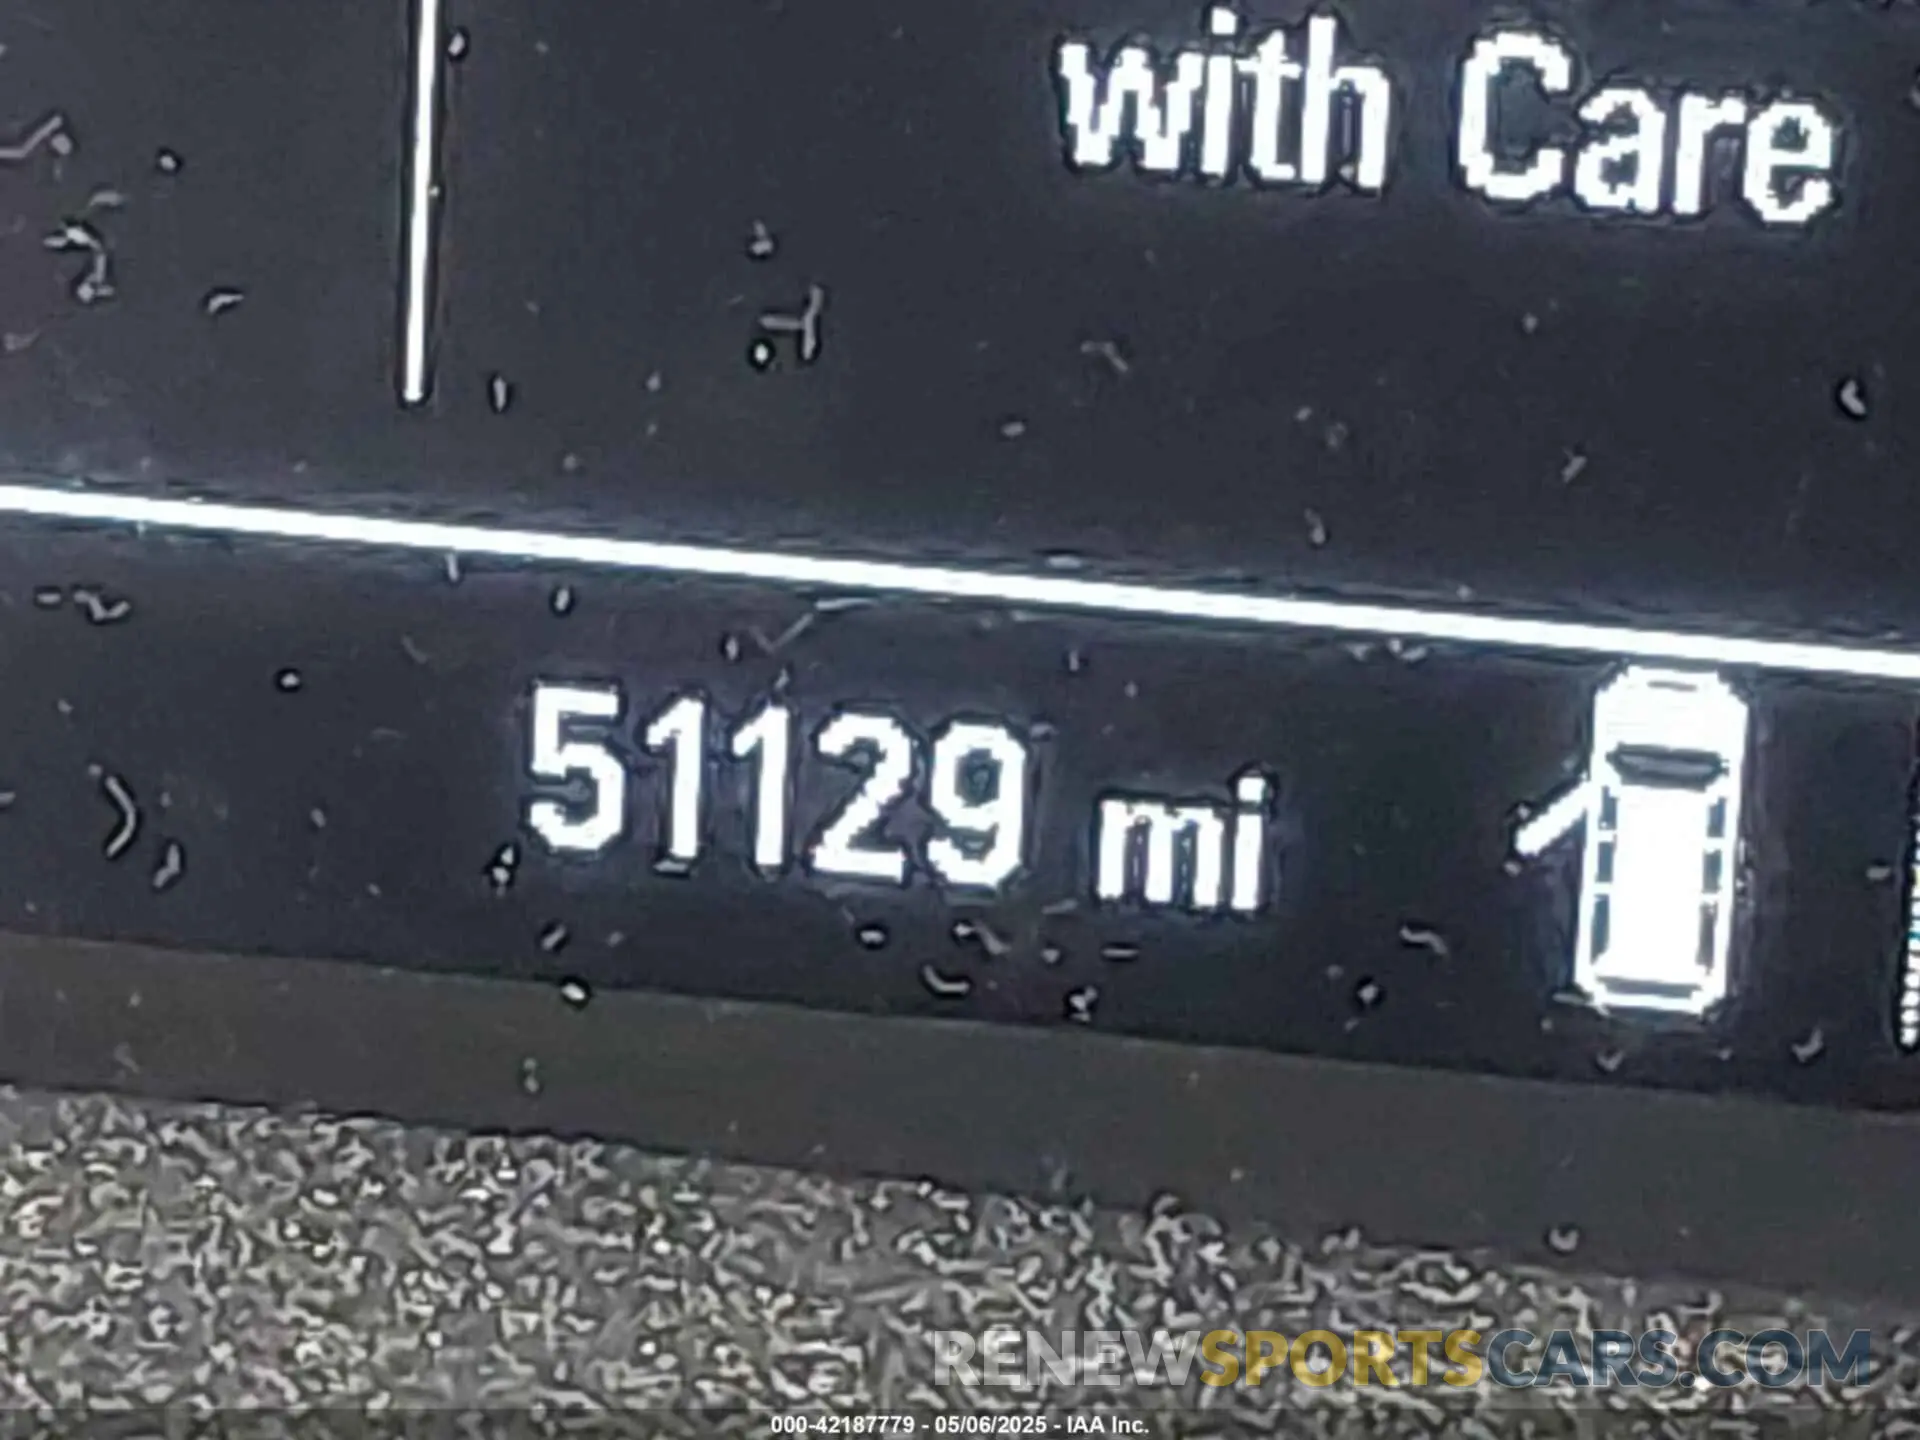 with Care
51129 mi
RENEWSPORTSCARS.COM
000-42187779 - 05/06/2025 - IAA Inc.